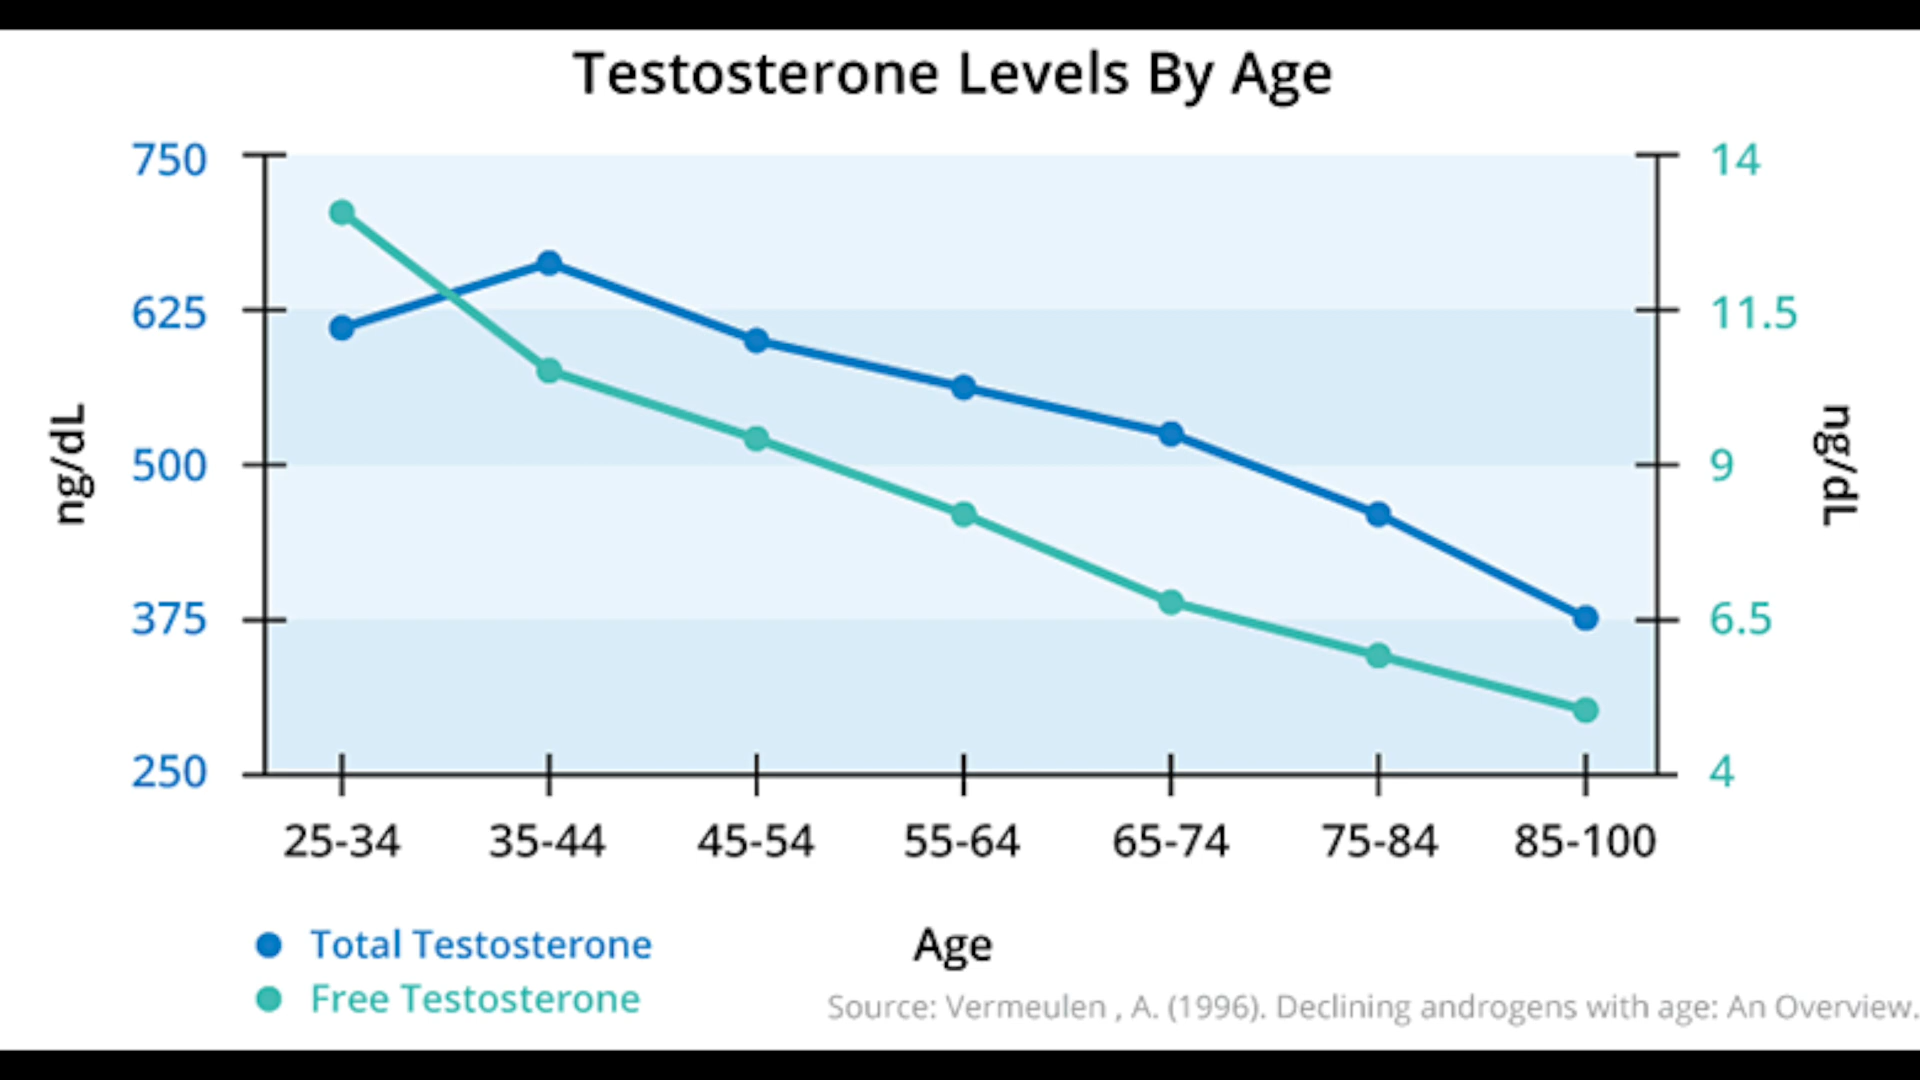 Testosterone Levels By Age
750
625
500
375
250
ng/dL
14
11.5
9
6.5
4
ng/dL
25-34 35-44 45-54 55-64 65-74 75-84 85-100
Age
Total Testosterone
Free Testosterone
Source: Vermeulen , A. (1996). Declining androgens with age: An Overview.